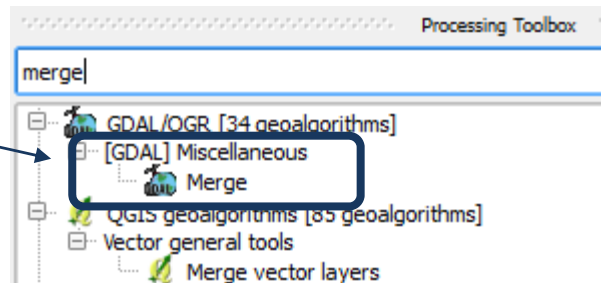 Processing Toolbox
merge
GDAL/OGR [34 geoalgorithms]
[GDAL] Miscellaneous
Merge
QGIS geoalgorithms [85 geoalgorithms]
Vector general tools
Merge vector layers